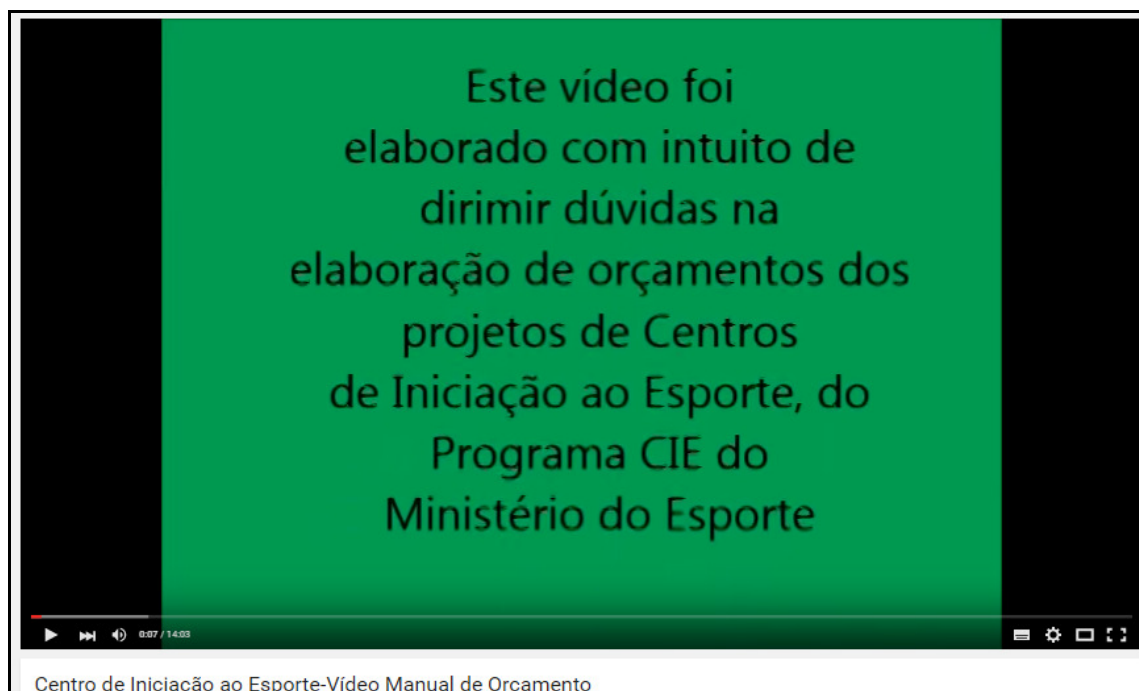 Este vídeo foi
elaborado com intuito de
dirimir dúvidas na
elaboração de orçamentos dos
projetos de Centros
de Iniciação ao Esporte, do
Programa CIE do
Ministério do Esporte
0:07 / 14:03
Centro de Iniciação ao Esporte-Vídeo Manual de Orçamento